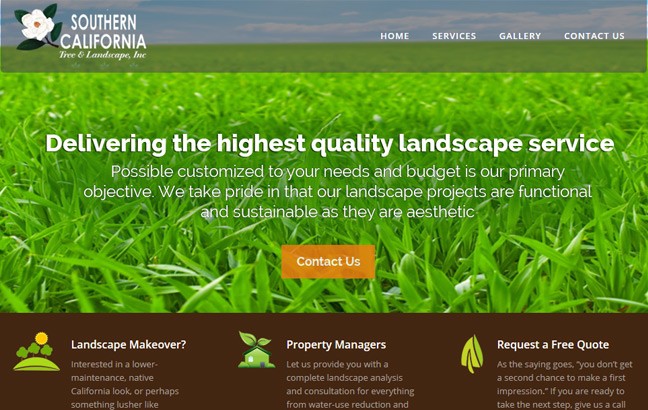 SOUTHERN
CALIFORNIA
Tree & Landscape, Inc
HOME SERVICES GALLERY CONTACT US
Delivering the highest quality landscape service
Possible customized to your needs and budget is our primary
objective. We take pride in that our landscape projects are functional
and sustainable as they are aesthetic
Contact Us
Landscape Makeover?
Interested in a lower-
maintenance, native
California look, or perhaps
something lusher like
Property Managers
Let us provide you with a
complete landscape analysis
and consultation for everything
from water-use reduction and
Request a Free Quote
As the saying goes, “you don’t get
a second chance to make a first
impression.” If you are ready to
take the next step, give us a call